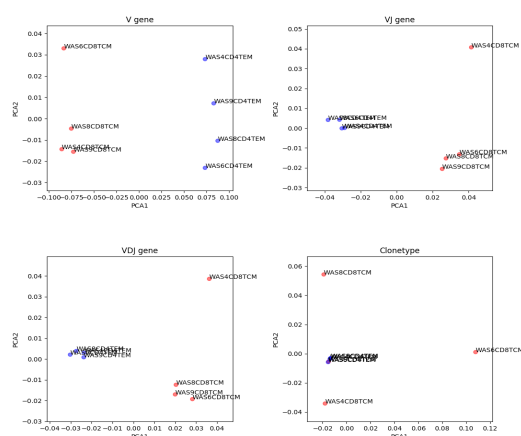 V gene
VJ gene
0.04
0.03
0.02
0.01
0.00
−0.01
−0.02
−0.03
PCA2
WAS6CD8TCM
WAS4CD4TEM
WAS9CD4TEM
WAS8CD8TCM
WAS8CD4TEM
WAS4CD8TCM
WAS9CD8TCM
WAS6CD4TEM
−0.100 −0.075 −0.050 −0.025 0.000 0.025 0.050 0.075 0.100
PCA1
0.05
0.04
0.03
0.02
0.01
0.00
−0.01
−0.02
−0.03
PCA2
WAS4CD8TCM
WAS6CD8TCM
WAS8CD8TCM
WAS9CD8TCM
−0.04 −0.02 0.00 0.02 0.04
PCA1
VDJ gene
Clonetype
0.04
0.03
0.02
0.01
0.00
−0.01
−0.02
−0.03
PCA2
WAS4CD8TCM
WAS8CD4TEM
WAS9CD4TEM
WAS8CD8TCM
WAS9CD8TCM
WAS6CD8TCM
−0.04 −0.03 −0.02 −0.01 0.00 0.01 0.02 0.03 0.04
PCA1
0.06
0.04
0.02
0.00
−0.02
−0.04
PCA2
WAS8CD8TCM
WAS6CD8TCM
WAS4CD8TCM
−0.02 0.00 0.02 0.04 0.06 0.08 0.10 0.12
PCA1